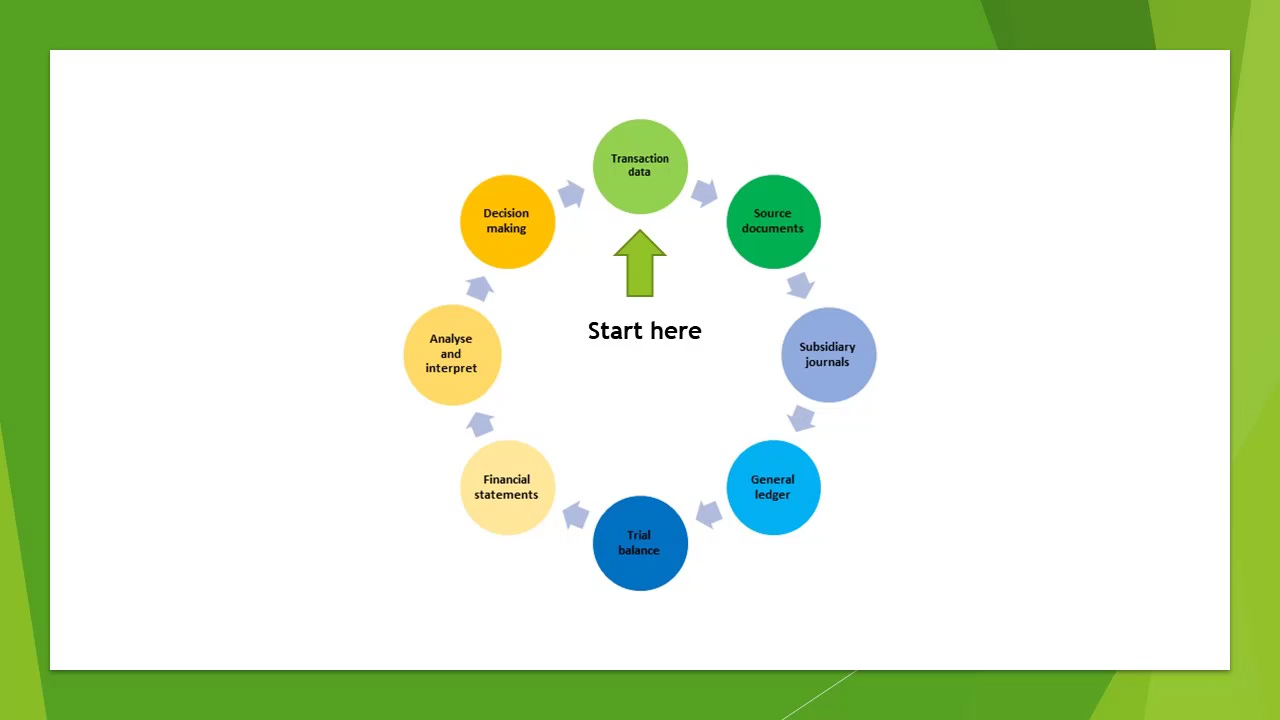 Transaction
data
Source
documents
Subsidiary
journals
General
ledger
Trial
balance
Financial
statements
Analyse
and
interpret
Decision
making
Start here